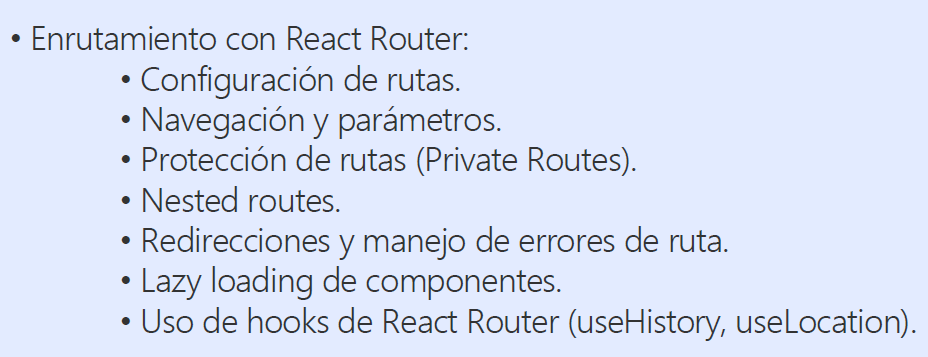 • Enrutamiento con React Router:
• Configuración de rutas.
• Navegación y parámetros.
• Protección de rutas (Private Routes).
• Nested routes.
• Redirecciones y manejo de errores de ruta.
• Lazy loading de componentes.
• Uso de hooks de React Router (useHistory, useLocation).